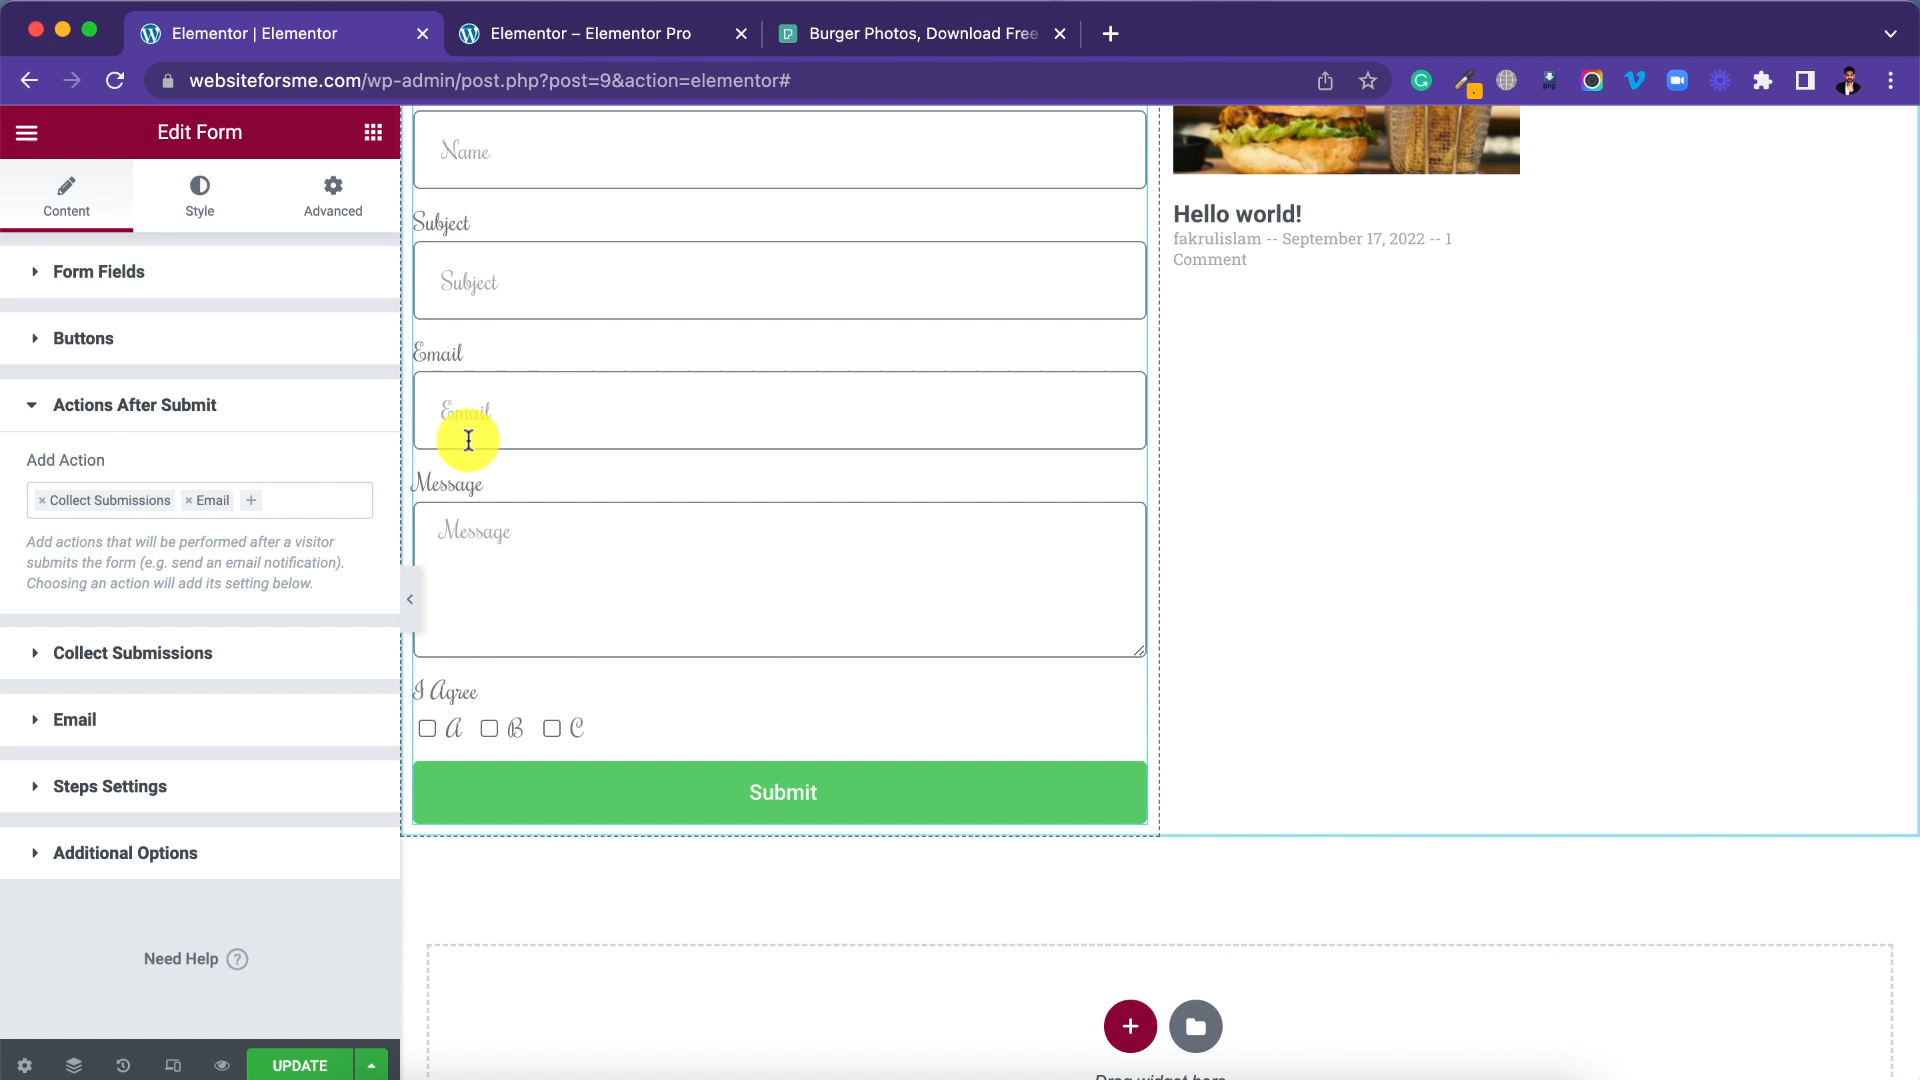 Elementor | Elementor
Elementor – Elementor Pro
Burger Photos, Download Free
websiteforsme.com/wp-admin/post.php?post=9&action=elementor#
Edit Form
Content
Style
Advanced
Form Fields
Buttons
Actions After Submit
Add Action
× Collect Submissions × Email +
Add actions that will be performed after a visitor
submits the form (e.g. send an email notification).
Choosing an action will add its setting below.
Collect Submissions
Email
Steps Settings
Additional Options
Need Help ?
UPDATE
Name
Subject
Subject
Email
Email
Message
Message
I Agree
A B C
Submit
Hello world!
fakrulislam -- September 17, 2022 -- 1
Comment
Drag widget here